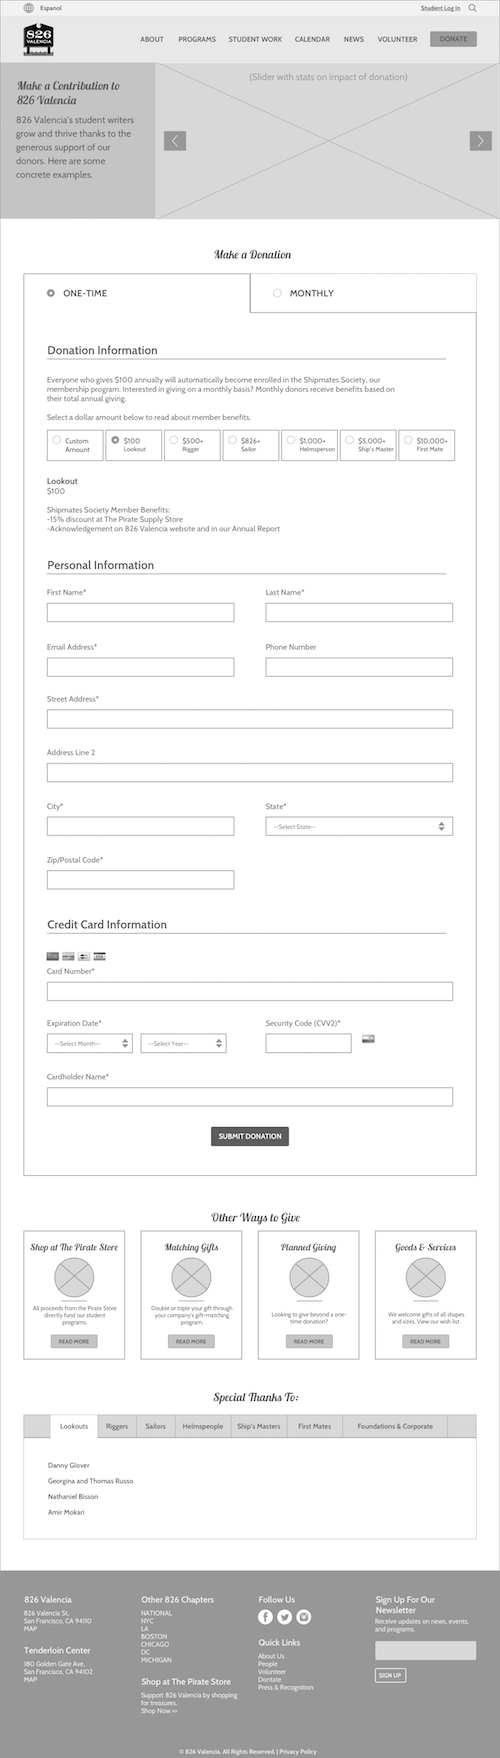 Espanol
Student Log In
826
VALENCIA
ABOUT PROGRAMS STUDENT WORK CALENDAR NEWS VOLUNTEER DONATE
Make a Contribution to
826 Valencia
826 Valencia's student writers
grow and thrive thanks to the
generous support of our
donors. Here are some
concrete examples.
(Slider with stats on impact of donation)
Make a Donation
ONE-TIME
MONTHLY
Donation Information
Everyone who gives $100 annually will automatically become enrolled in the Shipmates Society, our
membership program. Interested in giving on a monthly basis? Monthly donors receive benefits based on
their total annual giving.
Select a dollar amount below to read about member benefits.
Custom
Amount
$100
Lookout
$500+
Rigger
$826+
Sailor
$1,000+
Helmsperson
$5,000+
Ship's Master
$10,000+
First Mate
Lookout
$100
Shipmates Society Member Benefits:
-15% discount at The Pirate Supply Store
-Acknowledgement on 826 Valencia website and in our Annual Report
Personal Information
First Name*
Last Name*
Email Address*
Phone Number
Street Address*
Address Line 2
City*
State*
--Select State--
Zip/Postal Code*
Credit Card Information
Card Number*
Expiration Date*
Security Code (CVV2)*
--Select Month--
--Select Year--
Cardholder Name*
SUBMIT DONATION
Other Ways to Give
Shop at The Pirate Store
All proceeds from the Pirate Store
directly fund our student
programs.
READ MORE
Matching Gifts
Double or triple your gift through
your company's gift-matching
program.
READ MORE
Planned Giving
Looking to give beyond a one-
time donation?
READ MORE
Goods & Services
We welcome gifts of all shapes
and sizes. View our wish list.
READ MORE
Special Thanks To:
Lookouts Riggers Sailors Helmspeople Ship's Masters First Mates Foundations & Corporate
Danny Glover
Georgina and Thomas Russo
Nathaniel Bisson
Amir Mokari
826 Valencia
826 Valencia St,
San Francisco, CA 94110
MAP
Tenderloin Center
180 Golden Gate Ave,
San Francisco, CA 94102
MAP
Other 826 Chapters
NATIONAL
NYC
LA
BOSTON
CHICAGO
DC
MICHIGAN
Shop at The Pirate Store
Support 826 Valencia by shopping
for treasures.
Shop Now >>
Follow Us
Quick Links
About Us
People
Volunteer
Dontate
Press & Recognition
Sign Up For Our
Newsletter
Receive updates on news, events,
and programs.
SIGN UP
© 826 Valencia. All Rights Reserved. | Privacy Policy